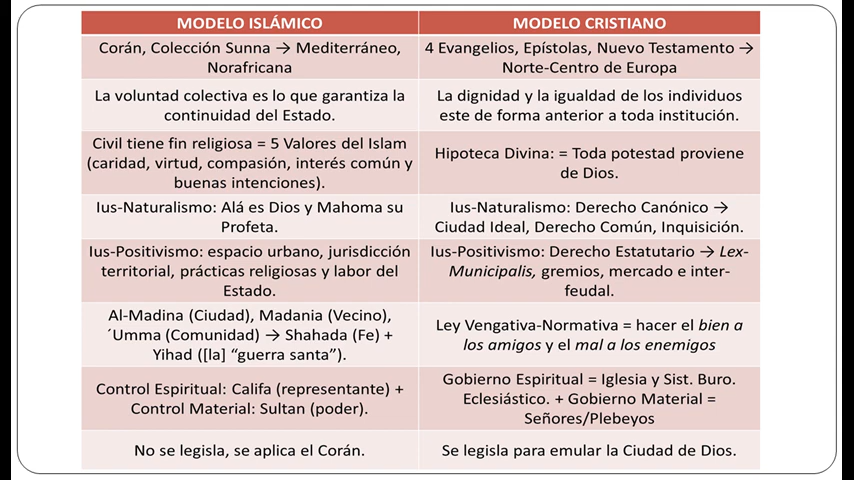 MODELO ISLÁMICO
MODELO CRISTIANO
Corán, Colección Sunna → Mediterráneo,
Norafricana
4 Evangelios, Epístolas, Nuevo Testamento →
Norte-Centro de Europa
La voluntad colectiva es lo que garantiza la
continuidad del Estado.
La dignidad y la igualdad de los individuos
este de forma anterior a toda institución.
Civil tiene fin religiosa = 5 Valores del Islam
(caridad, virtud, compasión, interés común y
buenas intenciones).
Hipoteca Divina: = Toda potestad proviene
de Dios.
Ius-Naturalismo: Alá es Dios y Mahoma su
Profeta.
Ius-Naturalismo: Derecho Canónico →
Ciudad Ideal, Derecho Común, Inquisición.
Ius-Positivismo: espacio urbano, jurisdicción
territorial, prácticas religiosas y labor del
Estado.
Ius-Positivismo: Derecho Estatutario → Lex-
Municipalis, gremios, mercado e inter-
feudal.
Al-Madina (Ciudad), Madania (Vecino),
´Umma (Comunidad) → Shahada (Fe) +
Yihad ([la] “guerra santa”).
Ley Vengativa-Normativa = hacer el bien a
los amigos y el mal a los enemigos
Control Espiritual: Califa (representante) +
Control Material: Sultan (poder).
Gobierno Espiritual = Iglesia y Sist. Buro.
Eclesiástico. + Gobierno Material =
Señores/Plebeyos
No se legisla, se aplica el Corán.
Se legisla para emular la Ciudad de Dios.